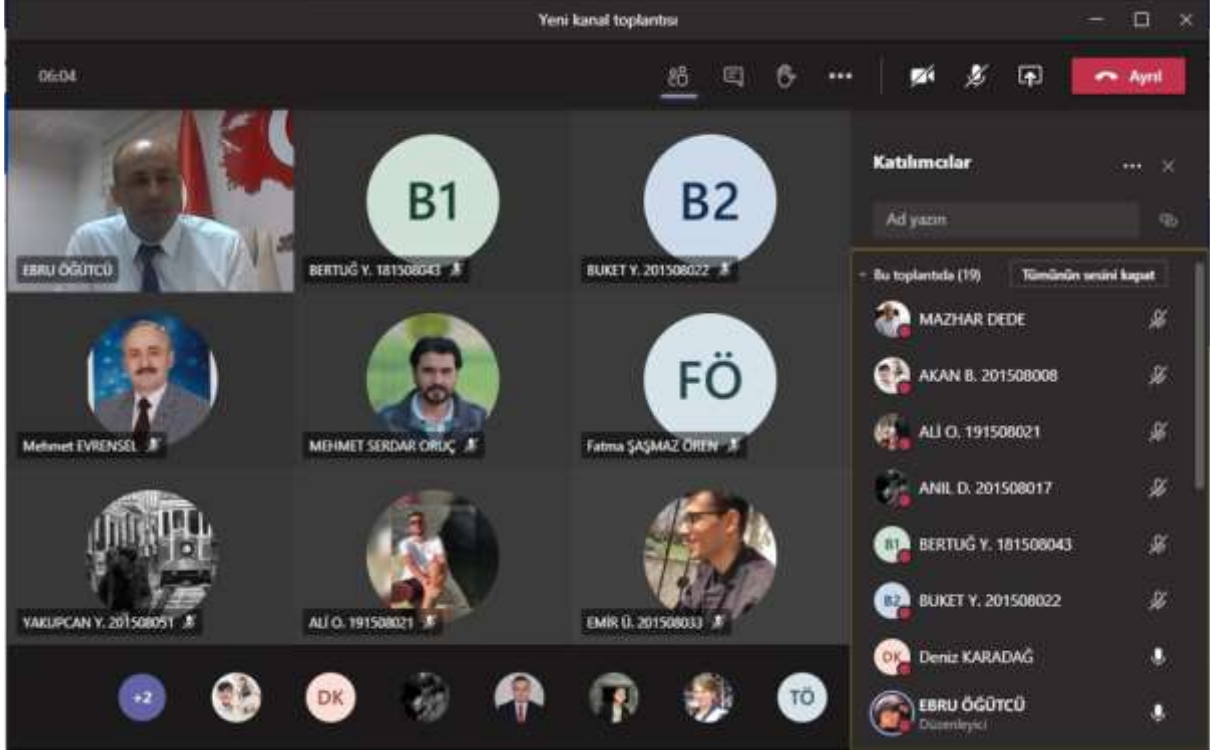 Yeni kanal toplantısı
06:04
Ayrıl
EBRU ÖĞÜTCÜ
B1
BERTUĞ Y. 181508043
B2
BUKET Y. 201508022
Mehmet EVRENSEL
MEHMET SERDAR ORUÇ
FÖ
Fatma ŞAŞMAZ ÖREN
YAKUPCAN Y. 201508051
ALİ O. 191508021
EMİR Ü. 201508033
+2
DK
TÖ
Katılımcılar
Ad yazın
Bu toplantıda (19)
Tümünün sesini kapat
MAZHAR DEDE
AKAN B. 201508008
ALİ O. 191508021
ANIL D. 201508017
B1
BERTUĞ Y. 181508043
B2
BUKET Y. 201508022
DK
Deniz KARADAĞ
EBRU ÖĞÜTCÜ
Düzenleyici